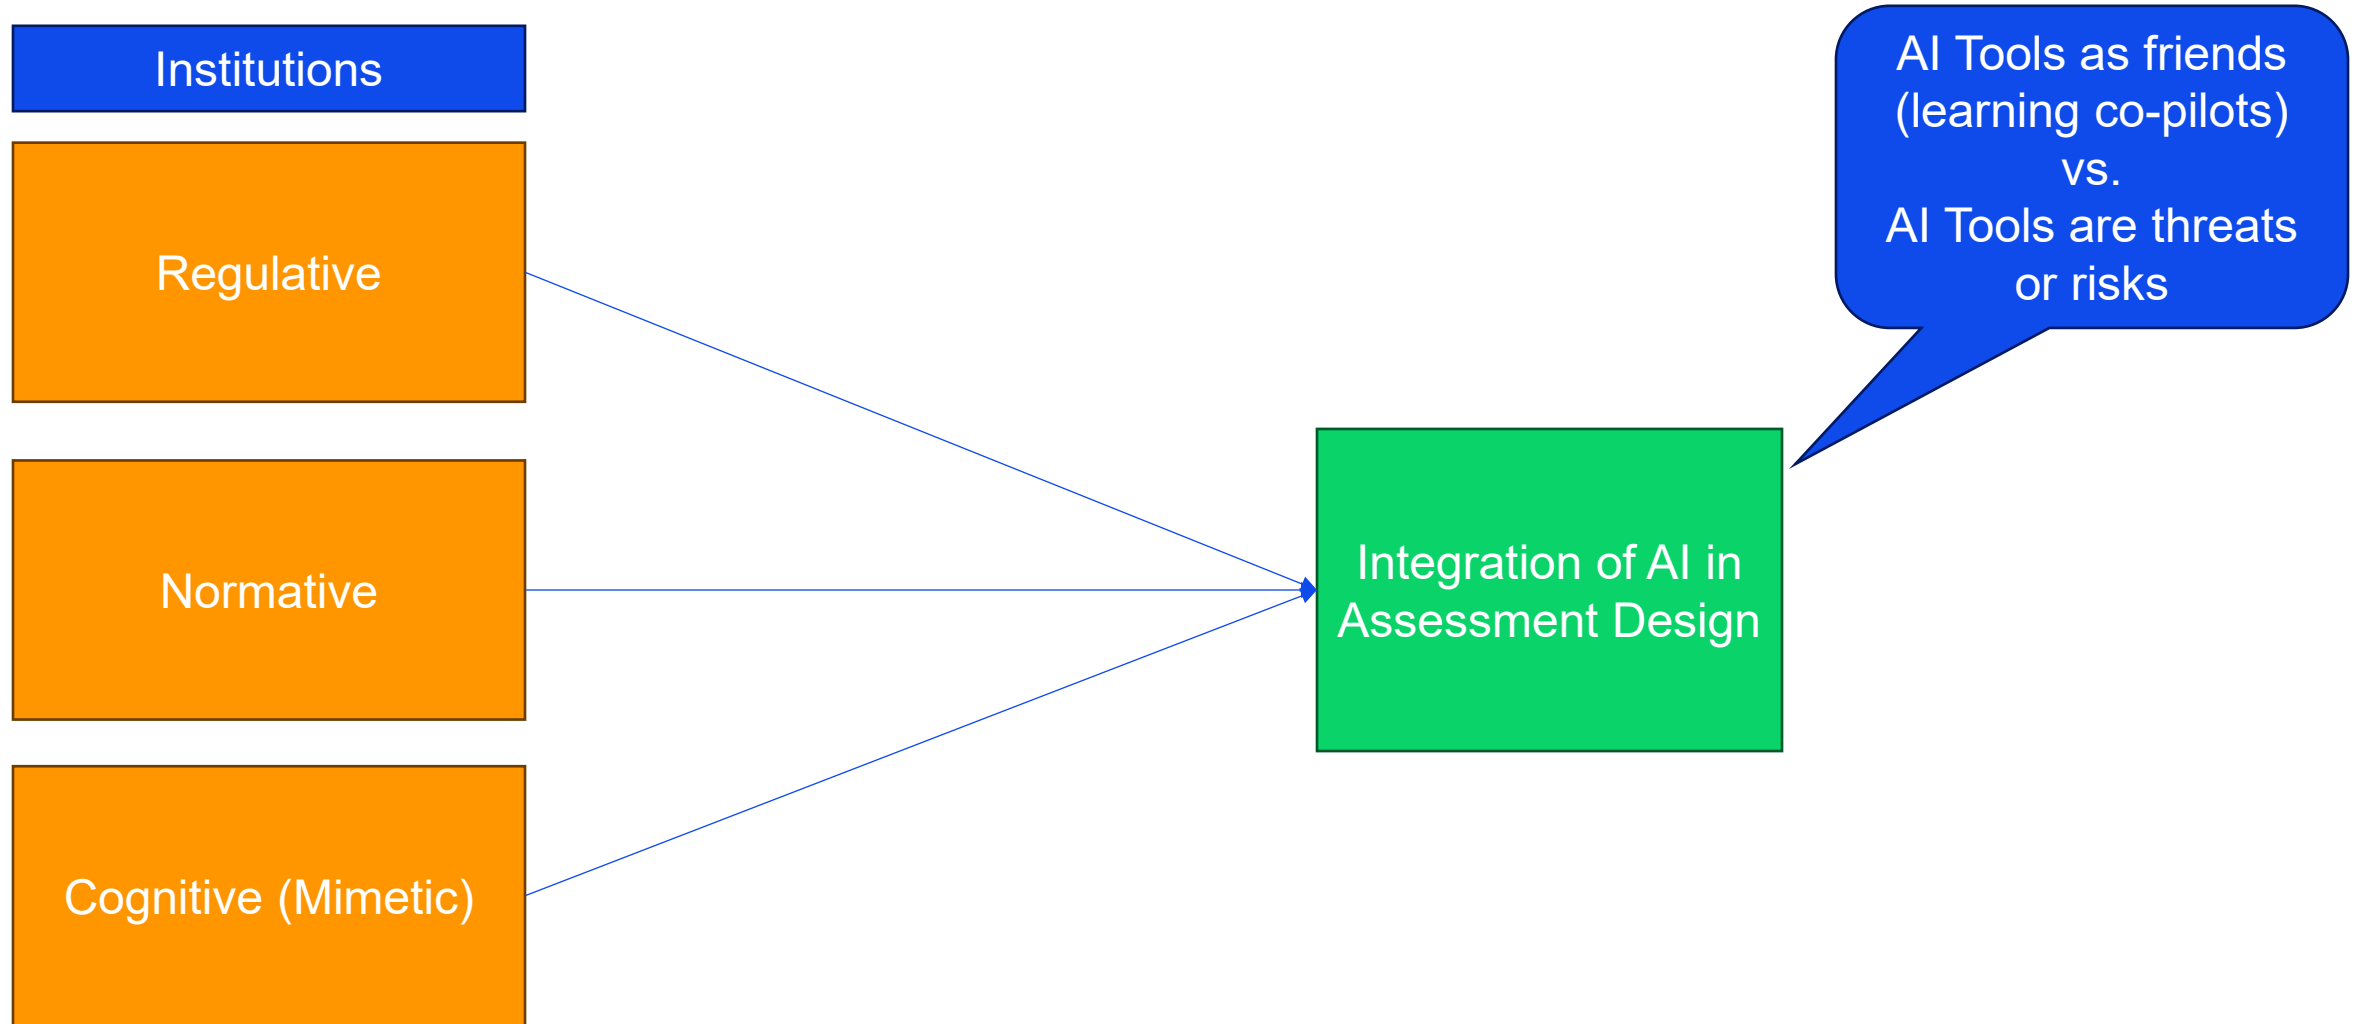 Institutions
Regulative
Normative
Cognitive (Mimetic)
Integration of AI in
Assessment Design
AI Tools as friends
(learning co-pilots)
vs.
AI Tools are threats
or risks